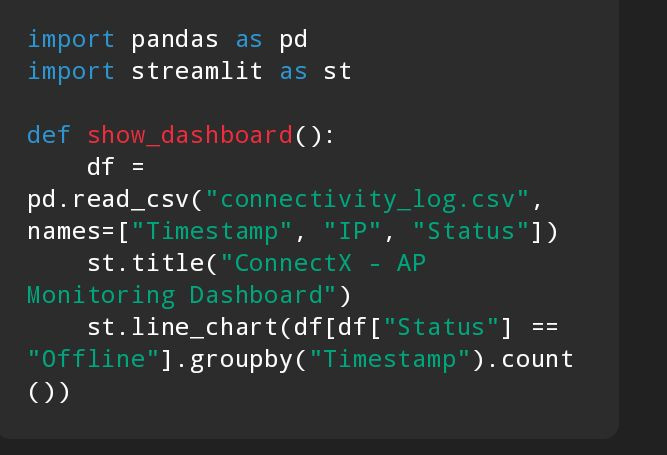 import pandas as pd
import streamlit as st
def show_dashboard():
    df =
pd.read_csv("connectivity_log.csv",
names=["Timestamp", "IP", "Status"])
    st.title("ConnectX - AP
Monitoring Dashboard")
    st.line_chart(df[df["Status"] ==
"Offline"].groupby("Timestamp").count
())